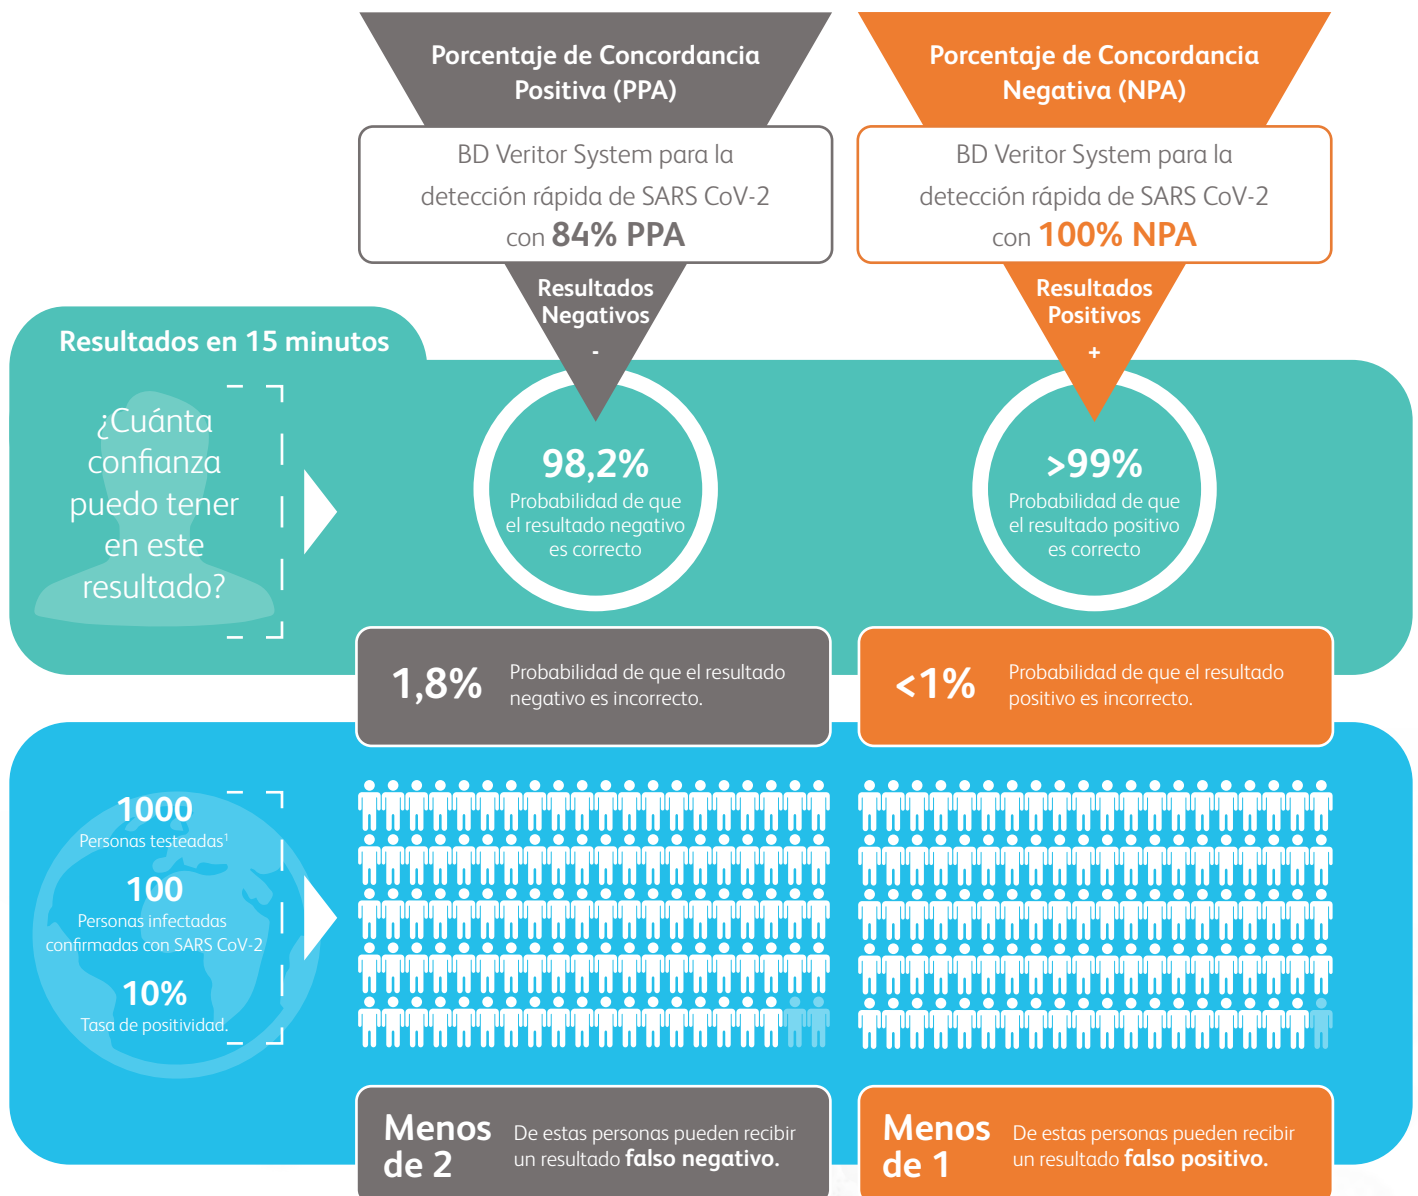 Porcentaje de Concordancia
Positiva (PPA)
BD Veritor System para la
detección rápida de SARS CoV-2
con 84% PPA
Resultados
Negativos
-
Porcentaje de Concordancia
Negativa (NPA)
BD Veritor System para la
detección rápida de SARS CoV-2
con 100% NPA
Resultados
Positivos
+
Resultados en 15 minutos
¿Cuánta
confianza
puedo tener
en este
resultado?
98,2%
Probabilidad de que
el resultado negativo
es correcto
>99%
Probabilidad de que
el resultado positivo
es correcto
1,8%
Probabilidad de que el resultado
negativo es incorrecto.
<1%
Probabilidad de que el resultado
positivo es incorrecto.
1000
Personas testeadas¹
100
Personas infectadas
confirmadas con SARS CoV-2
10%
Tasa de positividad.
Menos
de 2
De estas personas pueden recibir
un resultado falso negativo.
Menos
de 1
De estas personas pueden recibir
un resultado falso positivo.